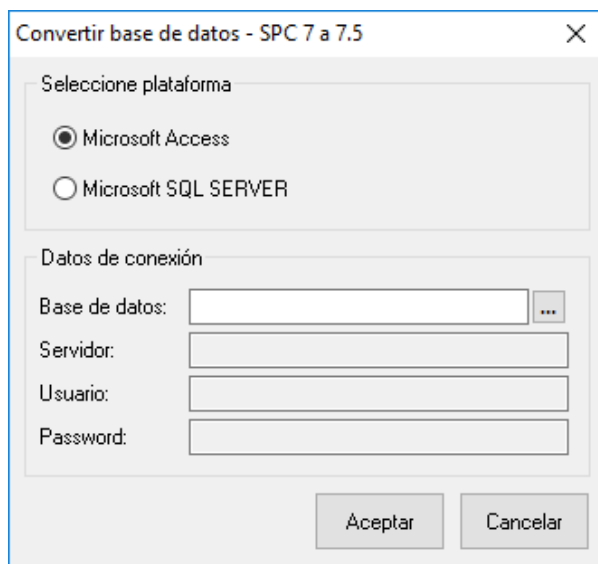 Convertir base de datos - SPC 7 a 7.5
Seleccione plataforma
Microsoft Access
Microsoft SQL SERVER
Datos de conexión
Base de datos:
...
Servidor:
Usuario:
Password:
Aceptar Cancelar